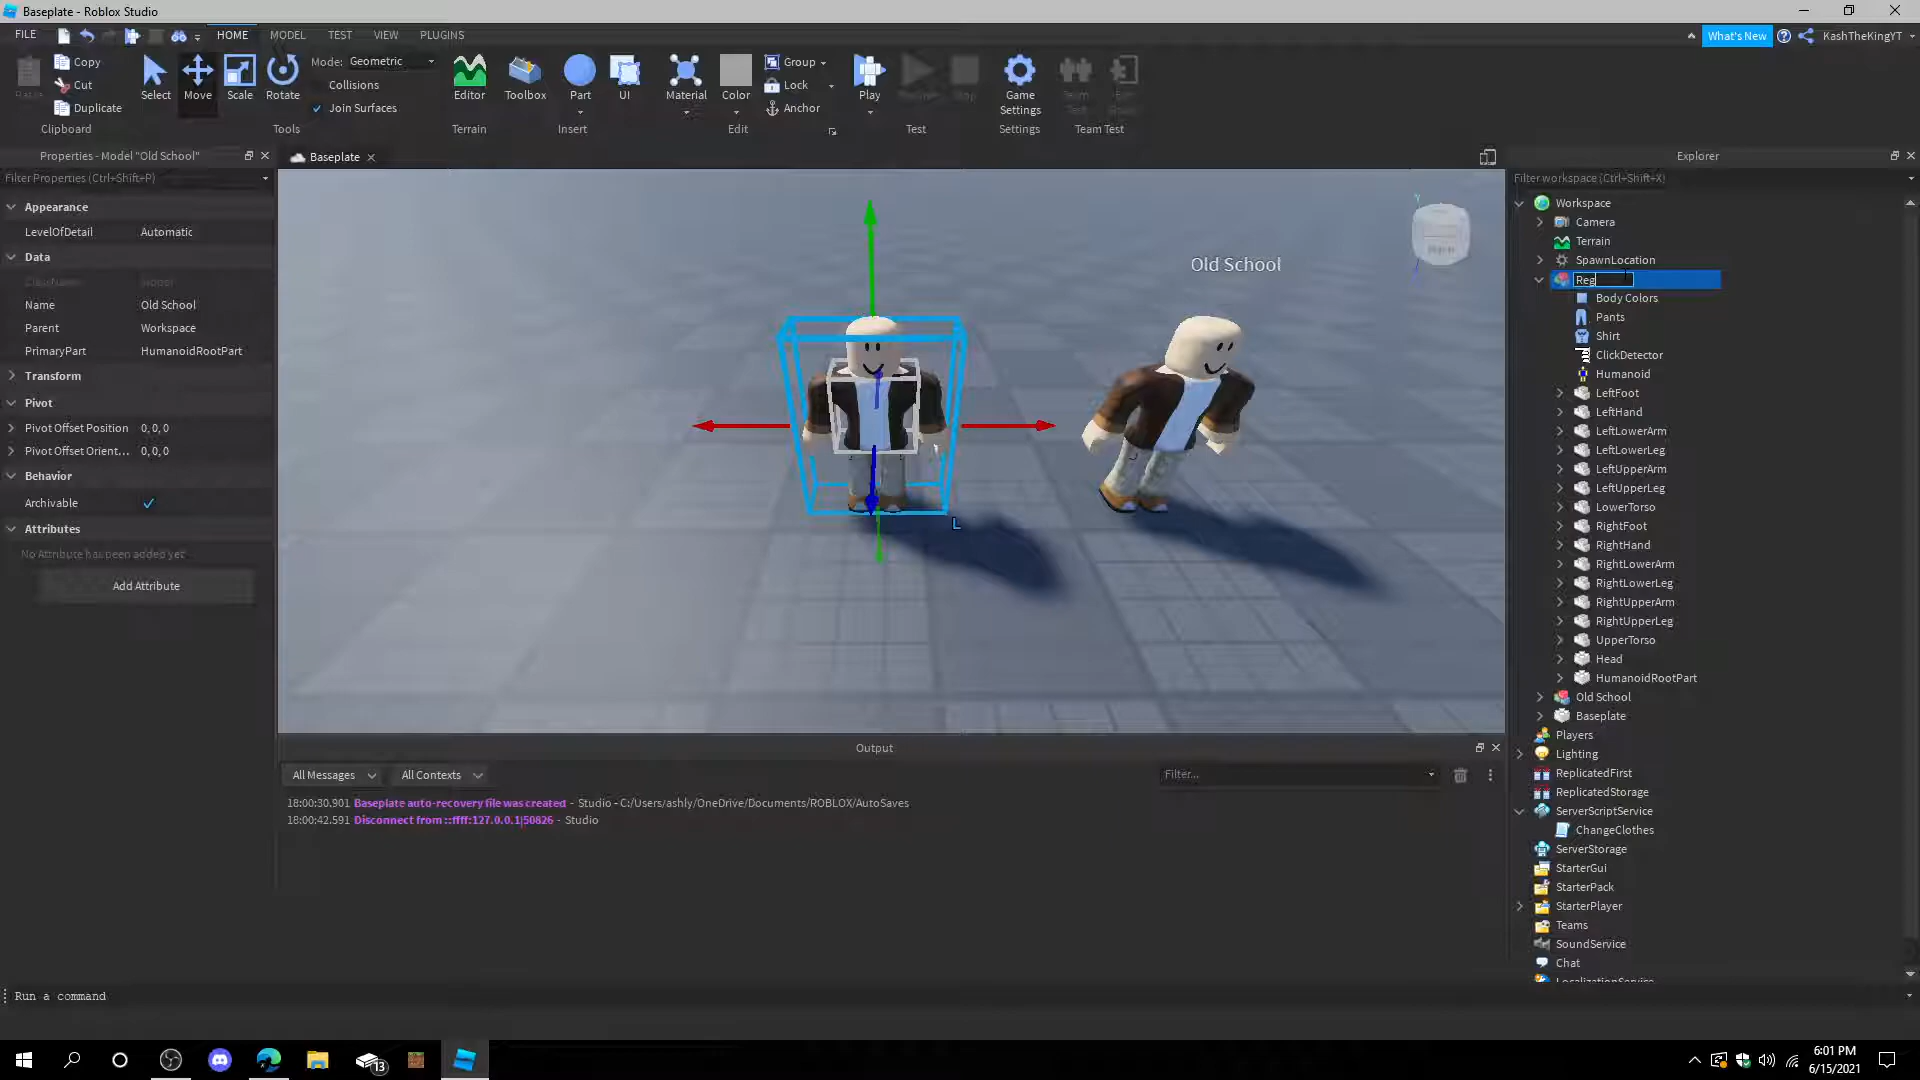 Baseplate - Roblox Studio
FILE HOME MODEL TEST VIEW PLUGINS What's New KashTheKingYT
Copy
Cut
Duplicate
Clipboard
Select Move Scale Rotate
Mode: Geometric
Collisions
Join Surfaces
Tools
Editor
Terrain
Toolbox Part UI
Insert
Material Color
Group
Lock
Anchor
Edit
Play
Test
Game Settings
Settings
Team Test
Properties - Model "Old School"
Filter Properties (Ctrl+Shift+P)
Appearance
LevelOfDetail Automatic
Data
Name Old School
Parent Workspace
PrimaryPart HumanoidRootPart
Transform
Pivot
Pivot Offset Position 0, 0, 0
Pivot Offset Orient... 0, 0, 0
Behavior
Archivable
Attributes
No Attribute has been added yet
Add Attribute
Baseplate
Old School
L
Output
All Messages All Contexts Filter...
18:00:30.901 Baseplate auto-recovery file was created - Studio - C:/Users/ashly/OneDrive/Documents/ROBLOX/AutoSaves
18:00:42.591 Disconnect from ::ffff:127.0.0.1|50826 - Studio
Explorer
Filter workspace (Ctrl+Shift+X)
Workspace
Camera
Terrain
SpawnLocation
Reg
Body Colors
Pants
Shirt
ClickDetector
Humanoid
LeftFoot
LeftHand
LeftLowerArm
LeftLowerLeg
LeftUpperArm
LeftUpperLeg
LowerTorso
RightFoot
RightHand
RightLowerArm
RightLowerLeg
RightUpperArm
RightUpperLeg
UpperTorso
Head
HumanoidRootPart
Old School
Baseplate
Players
Lighting
ReplicatedFirst
ReplicatedStorage
ServerScriptService
ChangeClothes
ServerStorage
StarterGui
StarterPack
StarterPlayer
Teams
SoundService
Chat
LocalizationService
Run a command
13
6:01 PM
6/15/2021